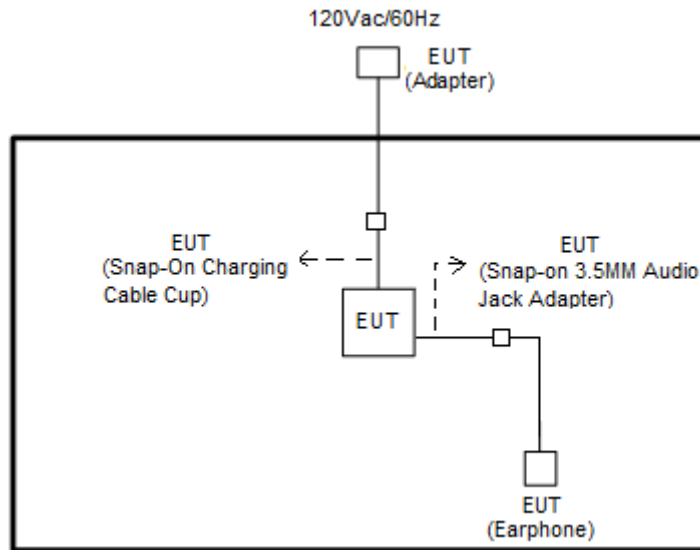 120Vac/60Hz
EUT
(Adapter)
EUT
(Snap-On Charging
Cable Cup)
EUT
(Snap-on 3.5MM Audio
Jack Adapter)
EUT
EUT
(Earphone)